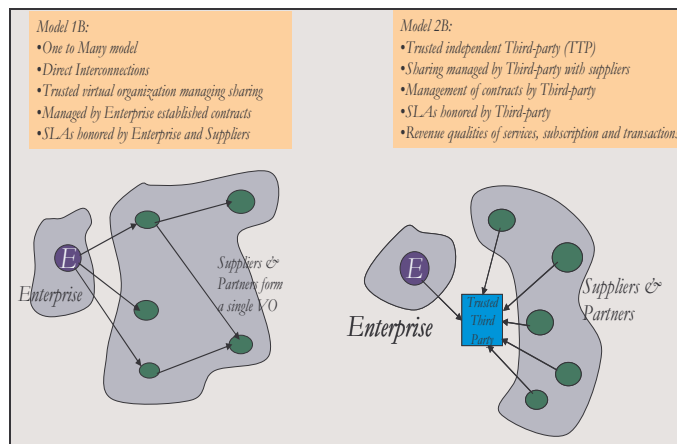 Model 1B:
•One to Many model
•Direct Interconnections
•Trusted virtual organization managing sharing
•Managed by Enterprise established contracts
•SLAs honored by Enterprise and Suppliers
Model 2B:
•Trusted independent Third-party (TTP)
•Sharing managed by Third-party with suppliers
•Management of contracts by Third-party
•SLAs honored by Third-party
•Revenue qualities of services, subscription and transactions
E
Enterprise
Suppliers &
Partners form
a single VO
E
Enterprise
Trusted
Third
Party
Suppliers &
Partners